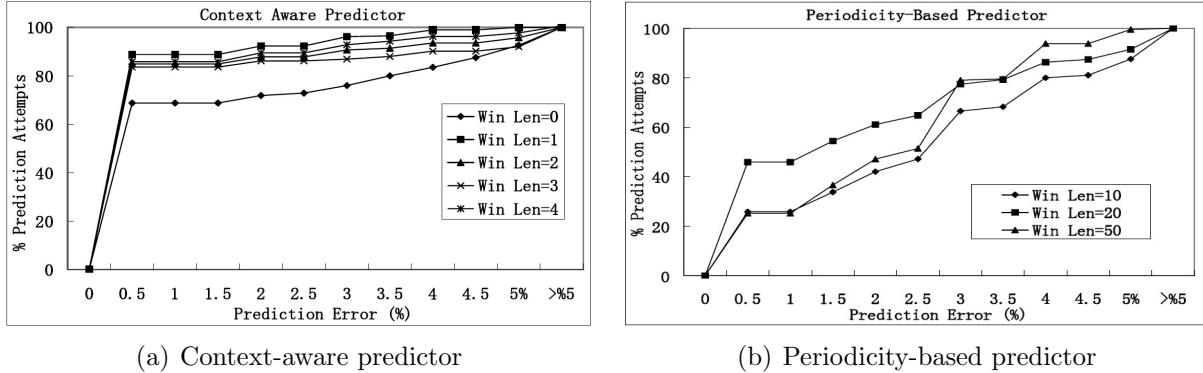 Context Aware Predictor
% Prediction Attempts
100
80
60
40
20
0
Win Len=0
Win Len=1
Win Len=2
Win Len=3
Win Len=4
0 0.5 1 1.5 2 2.5 3 3.5 4 4.5 5% >%5
Prediction Error (%)
(a) Context-aware predictor
Periodicity-Based Predictor
% Prediction Attempts
100
80
60
40
20
0
Win Len=10
Win Len=20
Win Len=50
0 0.5 1 1.5 2 2.5 3 3.5 4 4.5 5% >%5
Prediction Error (%)
(b) Periodicity-based predictor